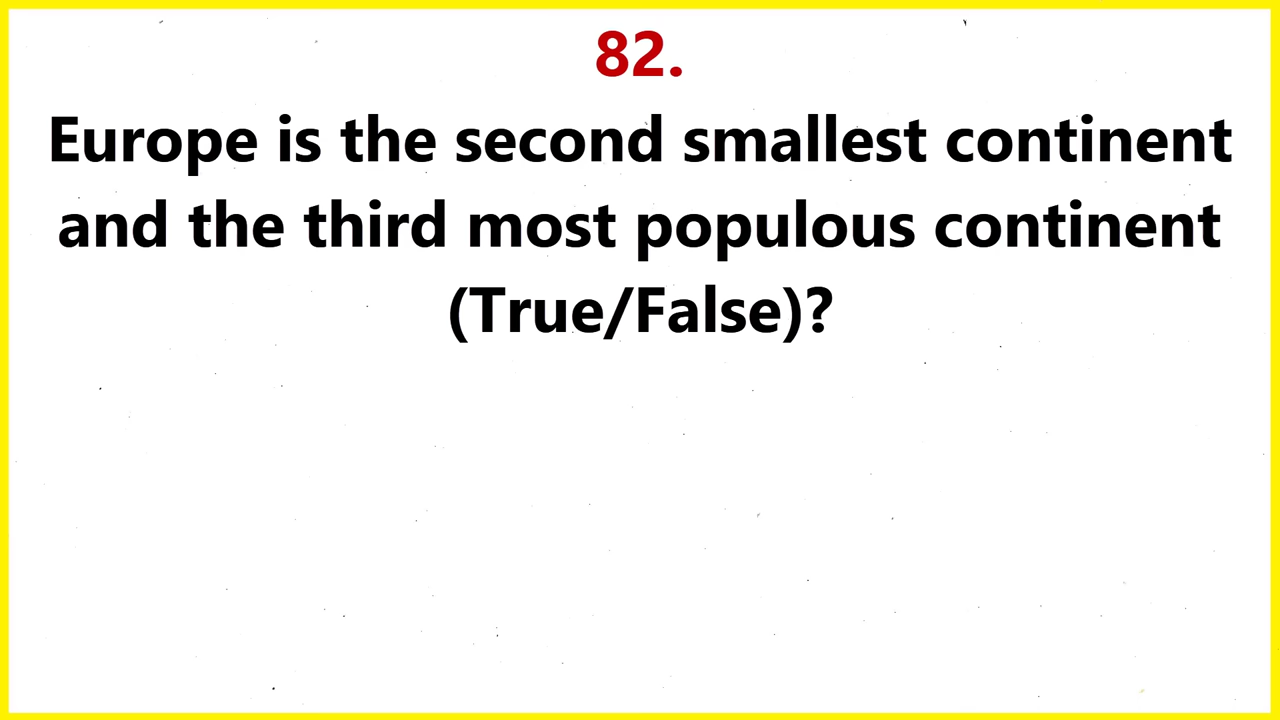 82.
Europe is the second smallest continent
and the third most populous continent
(True/False)?